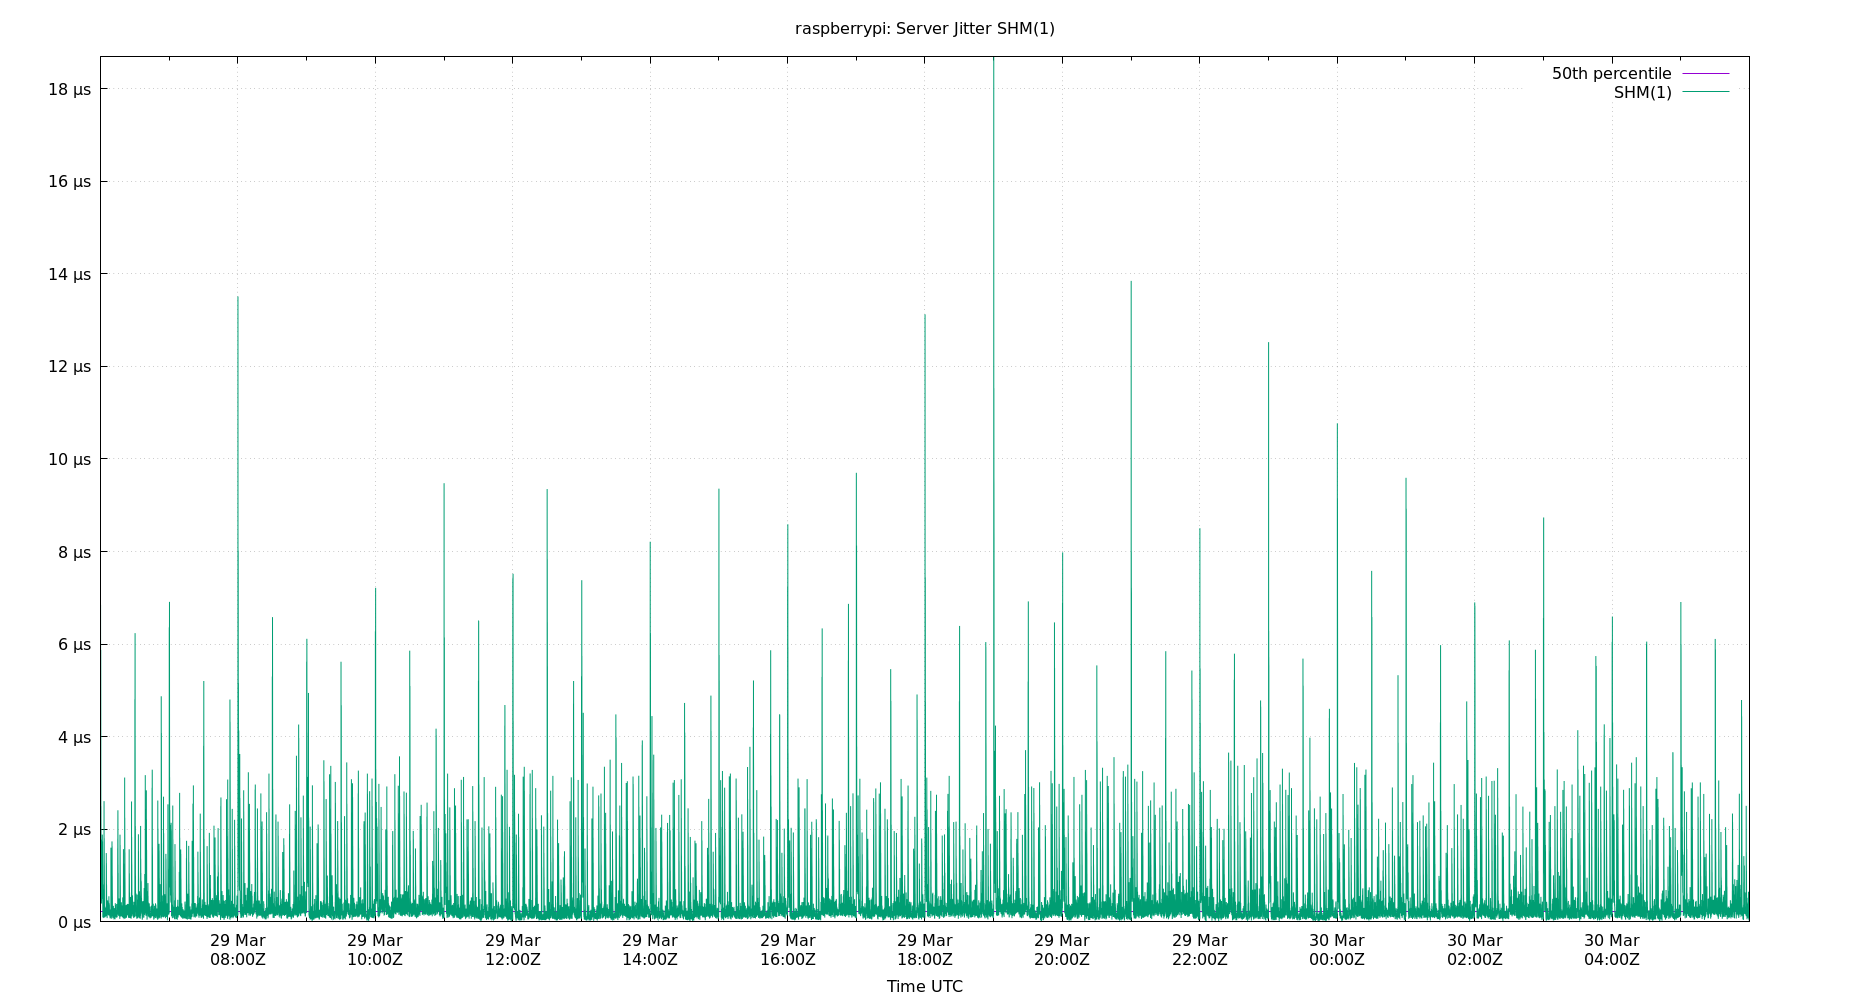 raspberrypi: Server Jitter SHM(1)
50th percentile
SHM(1)
18 µs
16 µs
14 µs
12 µs
10 µs
8 µs
6 µs
4 µs
2 µs
0 µs
29 Mar 29 Mar 29 Mar 29 Mar 29 Mar 29 Mar 29 Mar 29 Mar 30 Mar 30 Mar 30 Mar
08:00Z 10:00Z 12:00Z 14:00Z 16:00Z 18:00Z 20:00Z 22:00Z 00:00Z 02:00Z 04:00Z
Time UTC